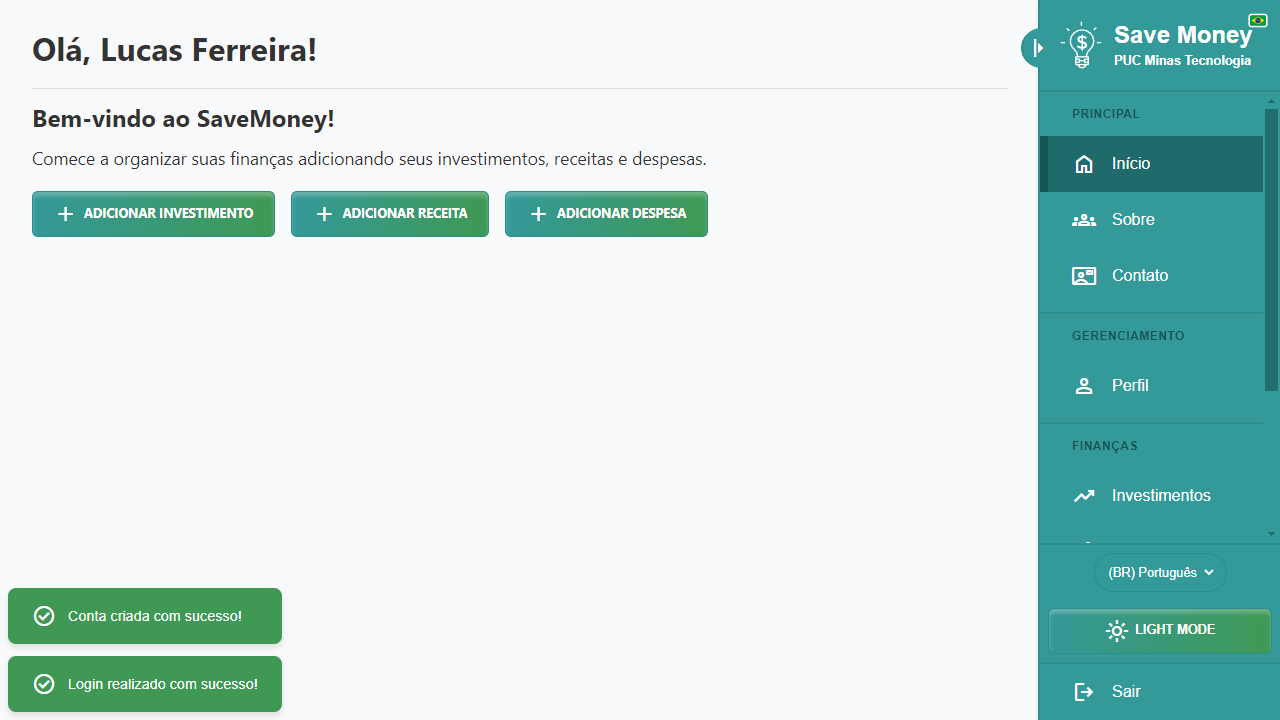 Olá, Lucas Ferreira!
Bem-vindo ao SaveMoney!
Comece a organizar suas finanças adicionando seus investimentos, receitas e despesas.
ADICIONAR INVESTIMENTO
ADICIONAR RECEITA
ADICIONAR DESPESA
Conta criada com sucesso!
Login realizado com sucesso!
Save Money
PUC Minas Tecnologia
PRINCIPAL
Início
Sobre
Contato
GERENCIAMENTO
Perfil
FINANÇAS
Investimentos
(BR) Português
LIGHT MODE
Sair